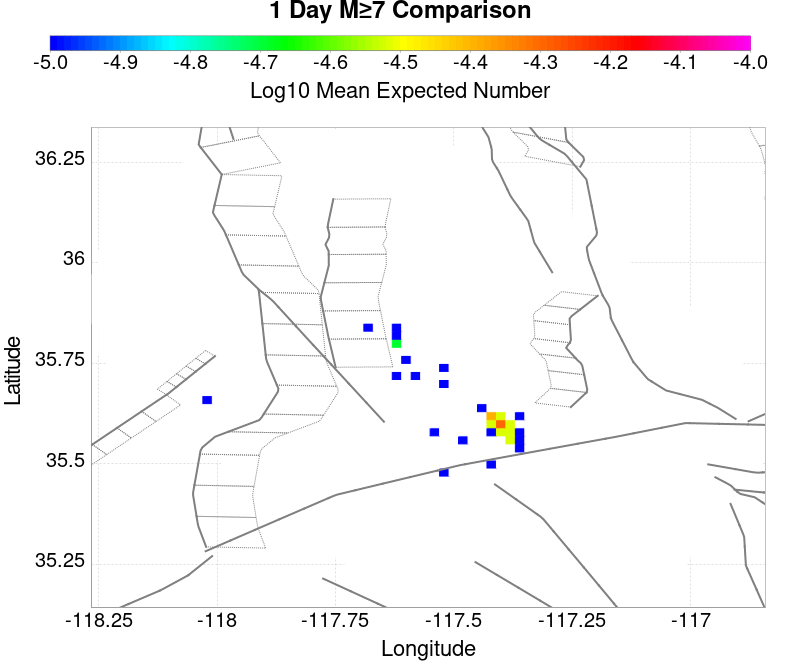 1 Day M≥7 Comparison
-5.0 -4.9 -4.8 -4.7 -4.6 -4.5 -4.4 -4.3 -4.2 -4.1 -4.0
Log10 Mean Expected Number
36.25
36
35.75
35.5
35.25
Latitude
-118.25 -118 -117.75 -117.5 -117.25 -117
Longitude